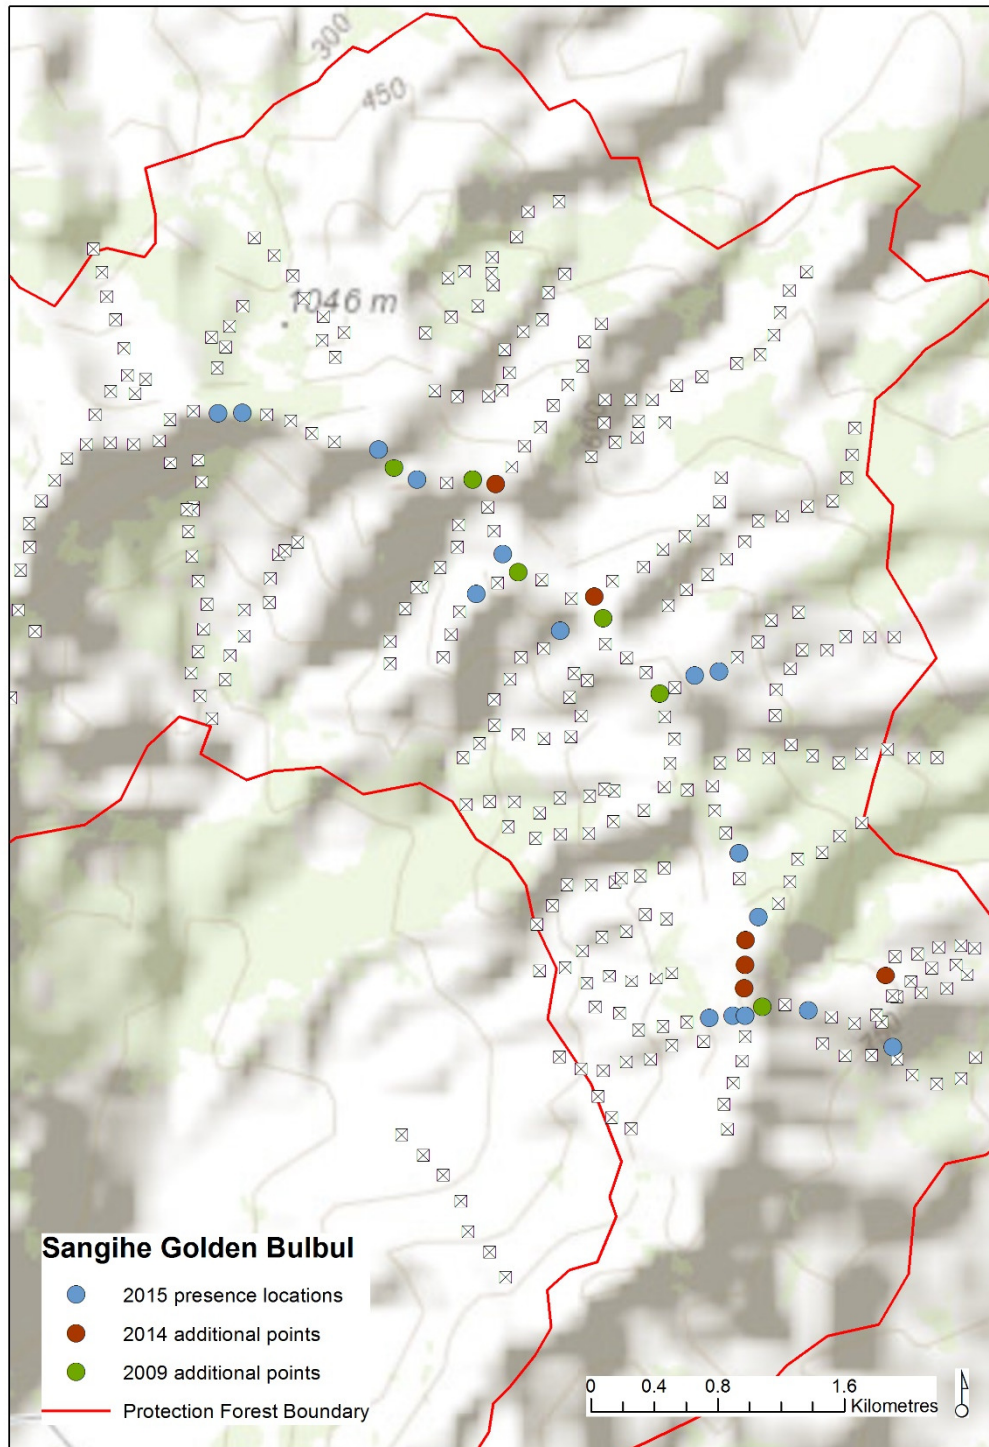 300
450
1046 m
Sangihe Golden Bulbul
2015 presence locations
2014 additional points
2009 additional points
Protection Forest Boundary
0 0.4 0.8 1.6
Kilometres